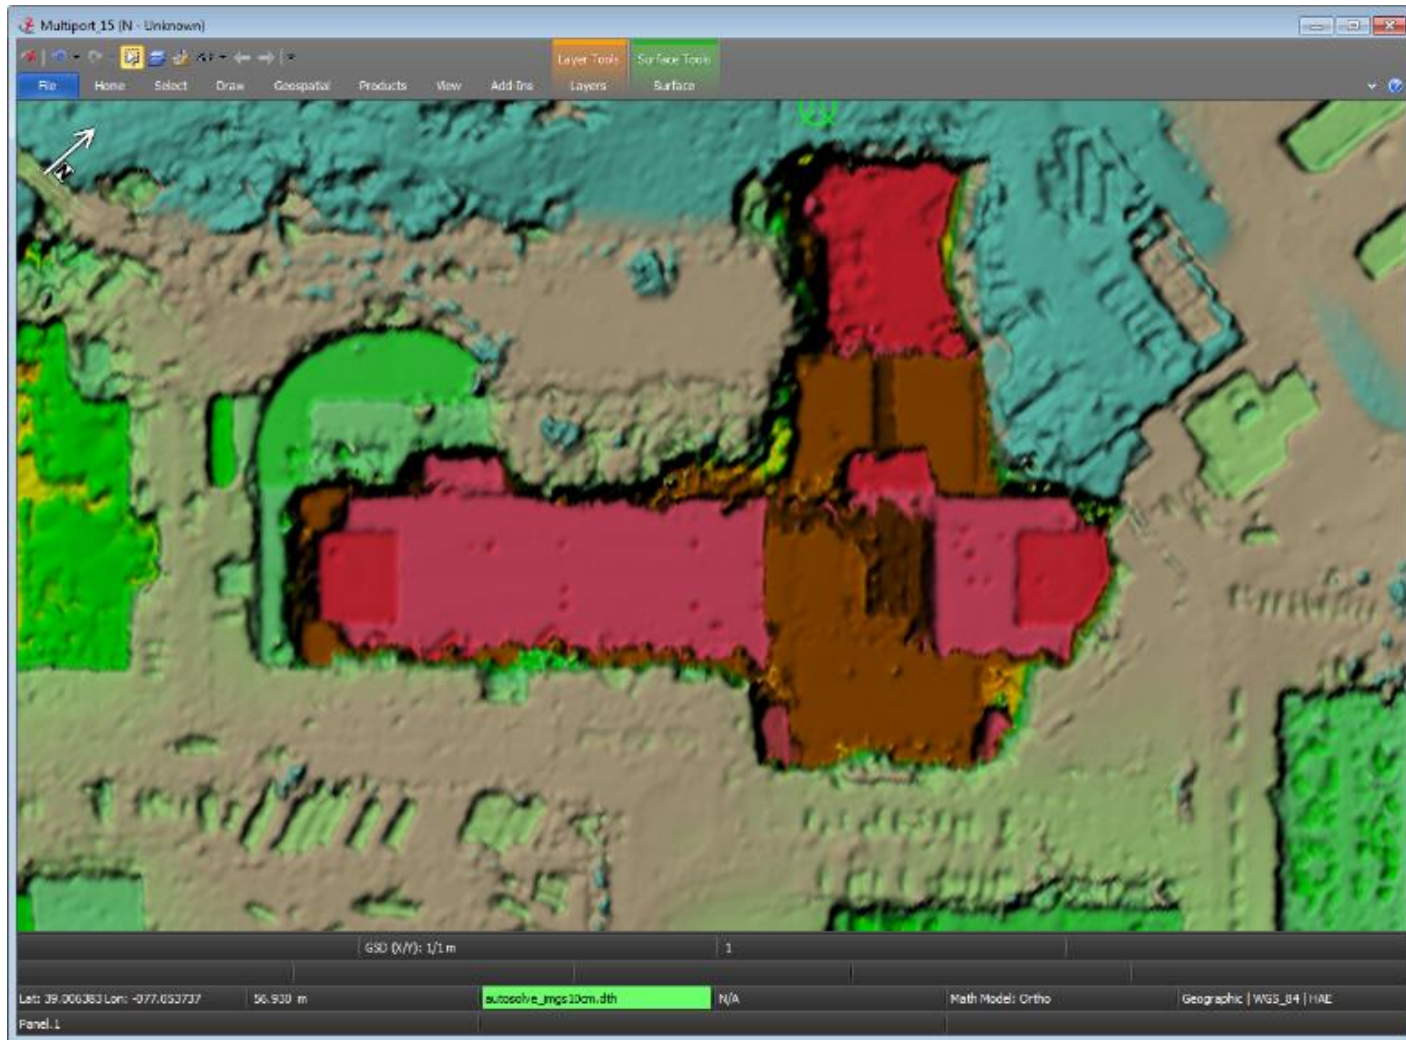 Multiport_15 (N - Unknown)
Layer Tools Surface Tools
File Home Select Draw Geospatial Products View Add-Ins Layers Surface
N
GSD (X/Y): 1/1 m 1
Lat: 39.006383 Lon: -077.053737 56.930 m autosolve_imgs10cm.dth N/A Math Model: Ortho Geographic | WGS_84 | HAE
Panel.1